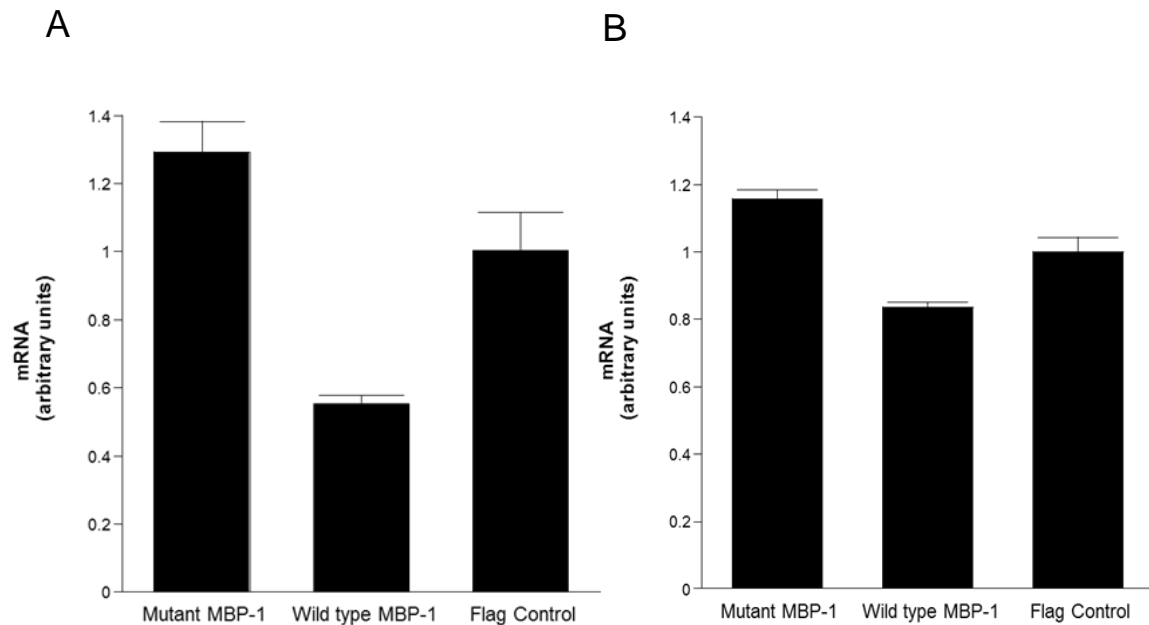 A
mRNA
(arbitrary units)
1.4
1.2
1
0.8
0.6
0.4
0.2
0
Mutant MBP-1 Wild type MBP-1 Flag Control
B
mRNA
(arbitrary units)
1.4
1.2
1
0.8
0.6
0.4
0.2
0
Mutant MBP-1 Wild type MBP-1 Flag Control